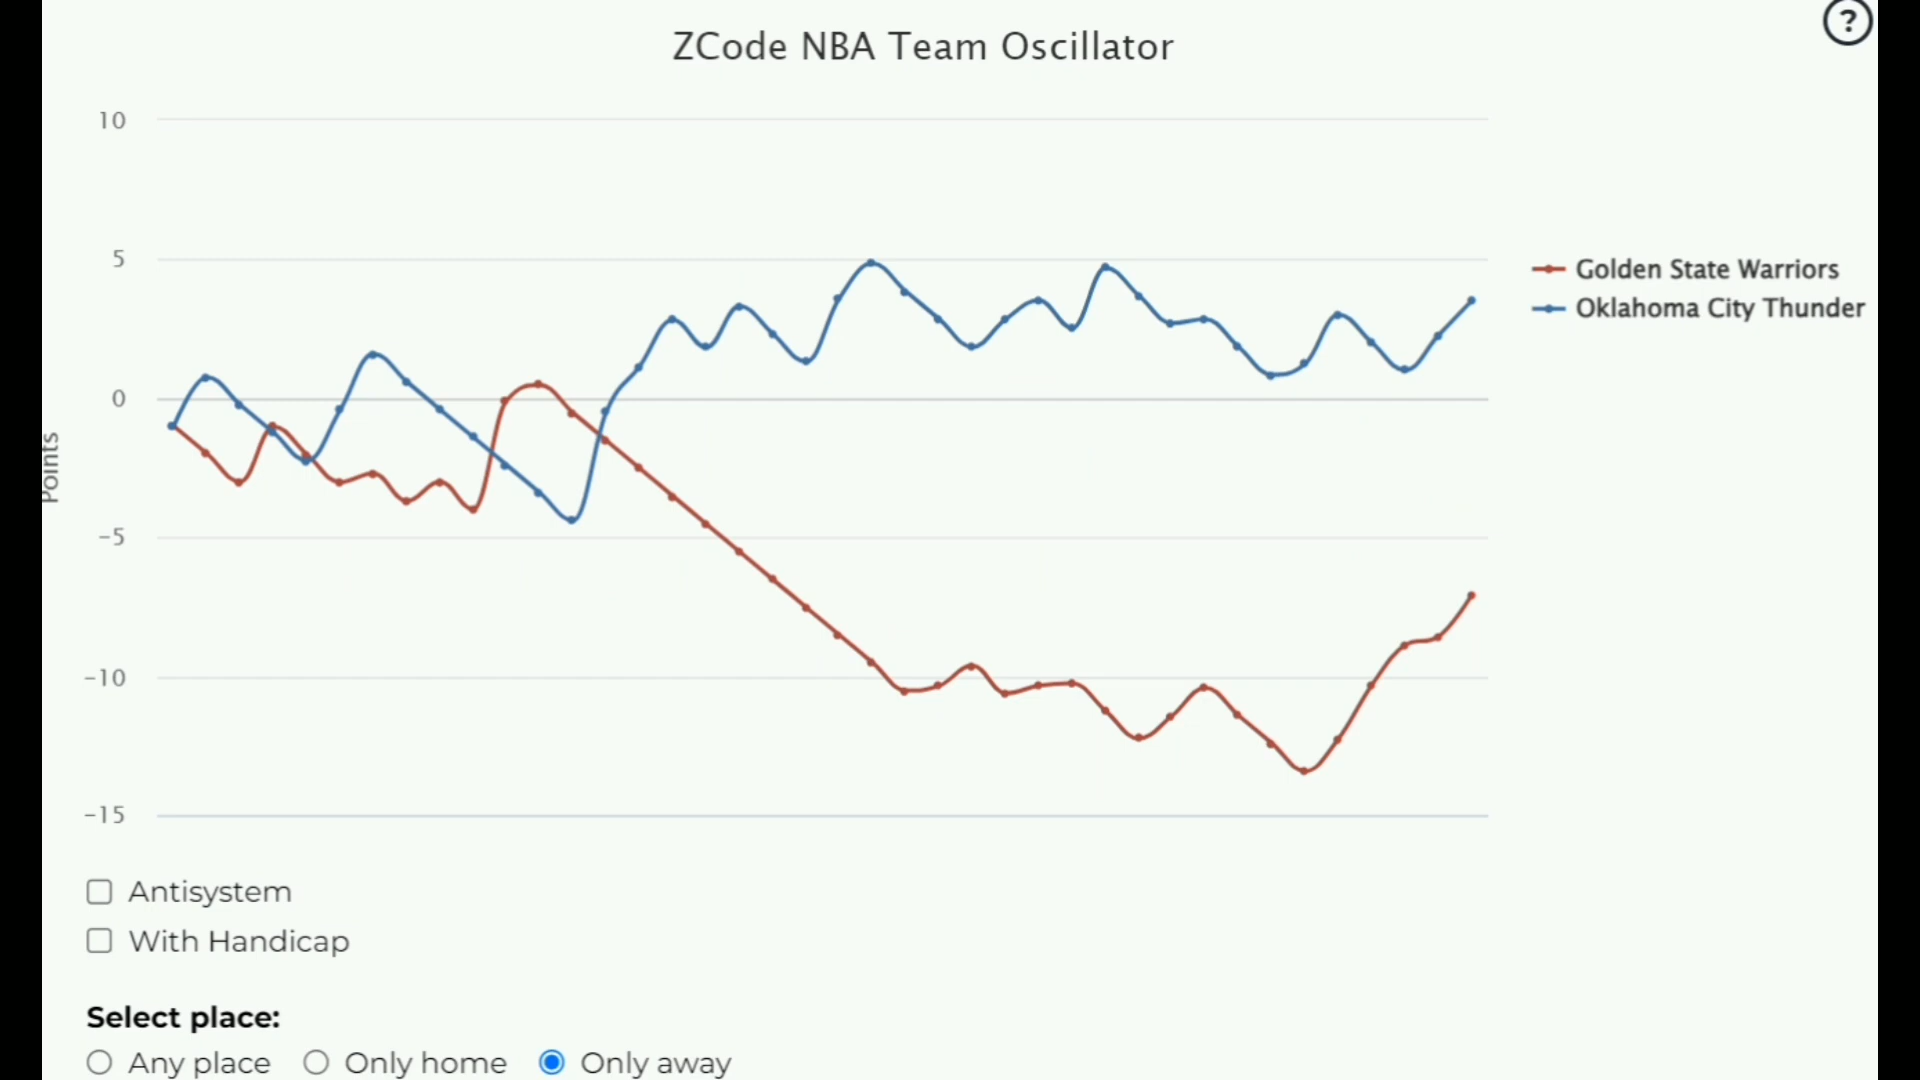 ?
ZCode NBA Team Oscillator
10
5
0
−5
−10
−15
Points
Golden State Warriors
Oklahoma City Thunder
Antisystem
With Handicap
Select place:
Any place Only home Only away